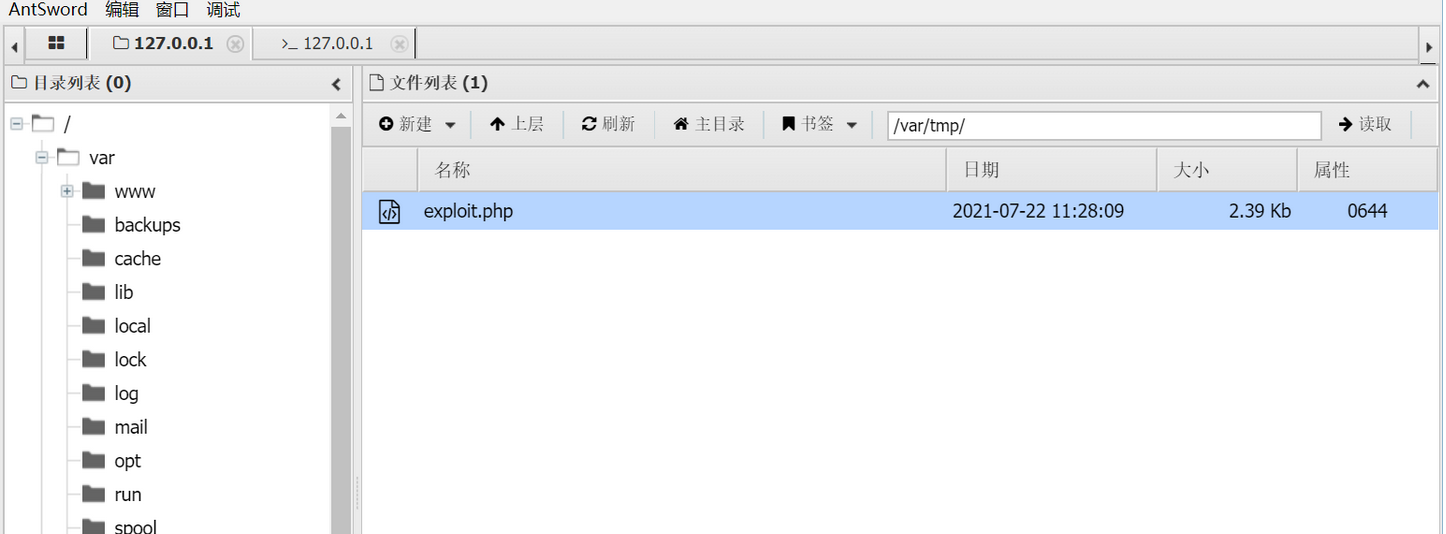 AntSword 编辑 窗口 调试
127.0.0.1 >_ 127.0.0.1
目录列表 (0)
文件列表 (1)
新建 上层 刷新 主目录 书签 /var/tmp/ 读取
名称 日期 大小 属性
exploit.php 2021-07-22 11:28:09 2.39 Kb 0644
/
var
www
backups
cache
lib
local
lock
log
mail
opt
run
spool